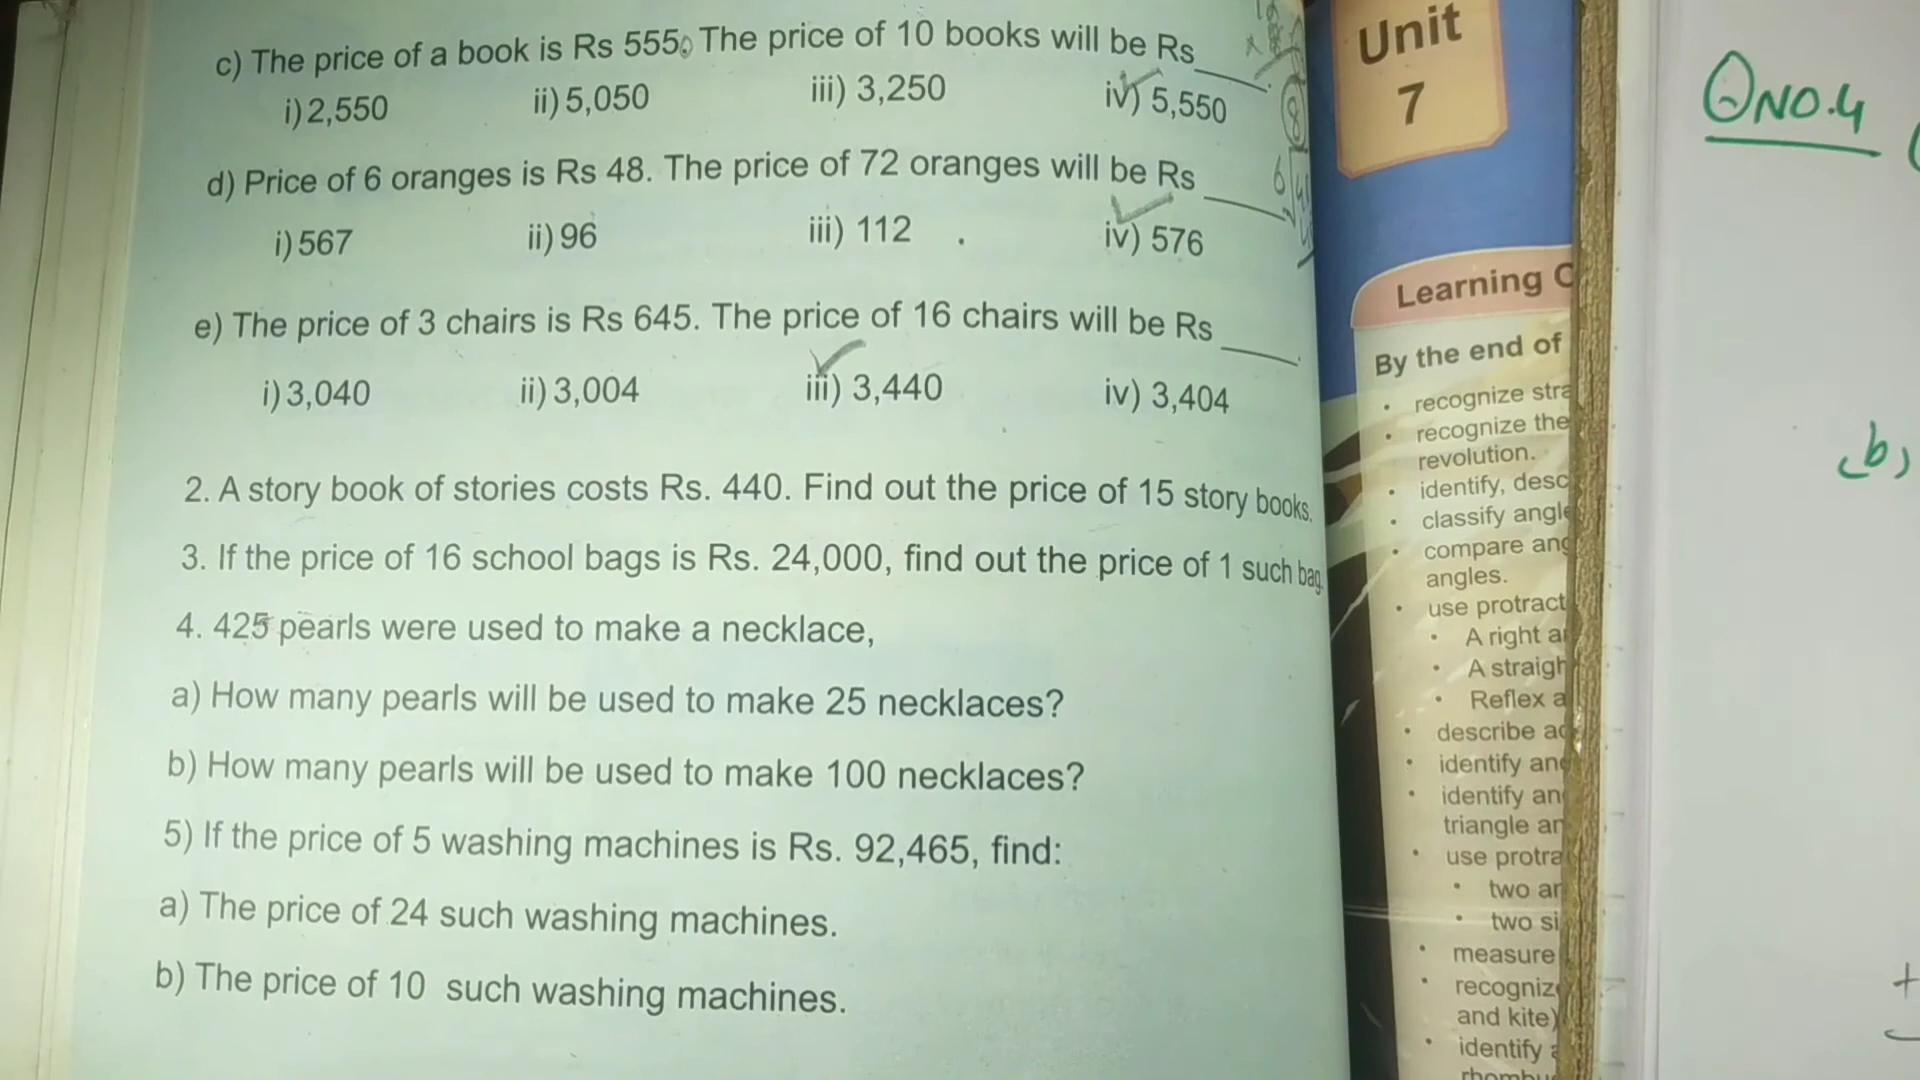 c) The price of a book is Rs 555. The price of 10 books will be Rs ____.
i) 2,550 ii) 5,050 iii) 3,250 iv) 5,550
d) Price of 6 oranges is Rs 48. The price of 72 oranges will be Rs ____
i) 567 ii) 96 iii) 112 iv) 576
e) The price of 3 chairs is Rs 645. The price of 16 chairs will be Rs ____.
i) 3,040 ii) 3,004 iii) 3,440 iv) 3,404
2. A story book of stories costs Rs. 440. Find out the price of 15 story books.
3. If the price of 16 school bags is Rs. 24,000, find out the price of 1 such bag.
4. 425 pearls were used to make a necklace,
a) How many pearls will be used to make 25 necklaces?
b) How many pearls will be used to make 100 necklaces?
5) If the price of 5 washing machines is Rs. 92,465, find:
a) The price of 24 such washing machines.
b) The price of 10 such washing machines.
Unit
7
Learning
By the end of
• recognize
• recognize the
revolution.
• identify,
• classify
• compare
angles.
• use
• A right
• A
• Reflex
• describe
• identify
• identify
triangle
• use
• two
• two
• measure
•
and kite)
• identify
Q NO.4
b)
+